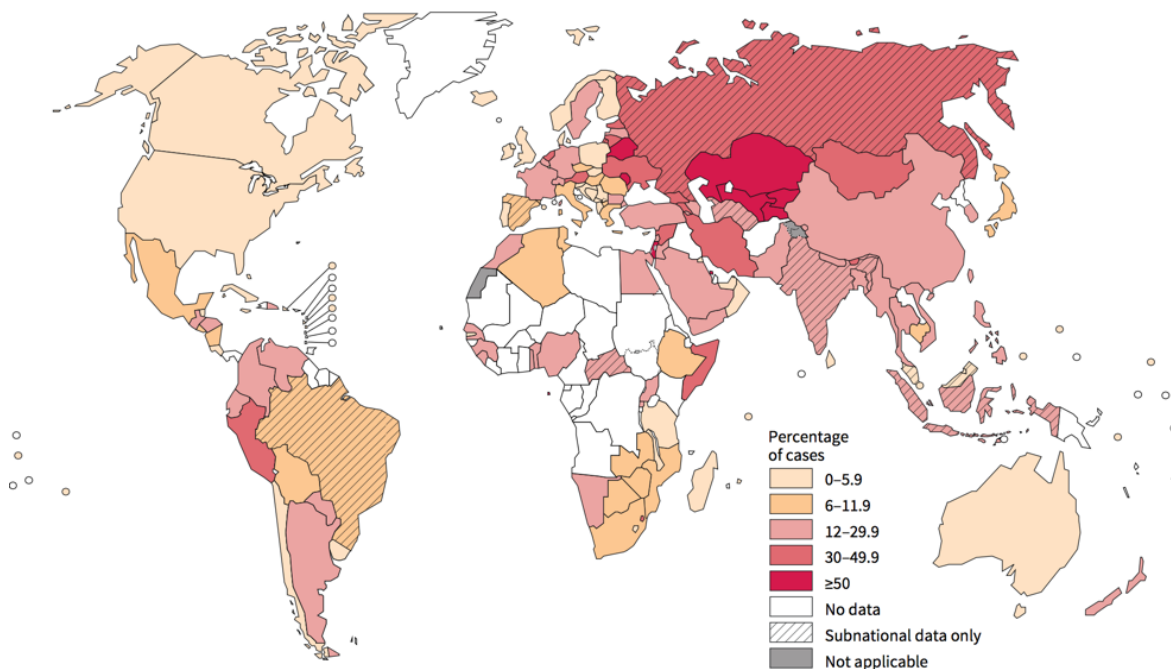 Percentage
of cases
0–5.9
6–11.9
12–29.9
30–49.9
≥50
No data
Subnational data only
Not applicable